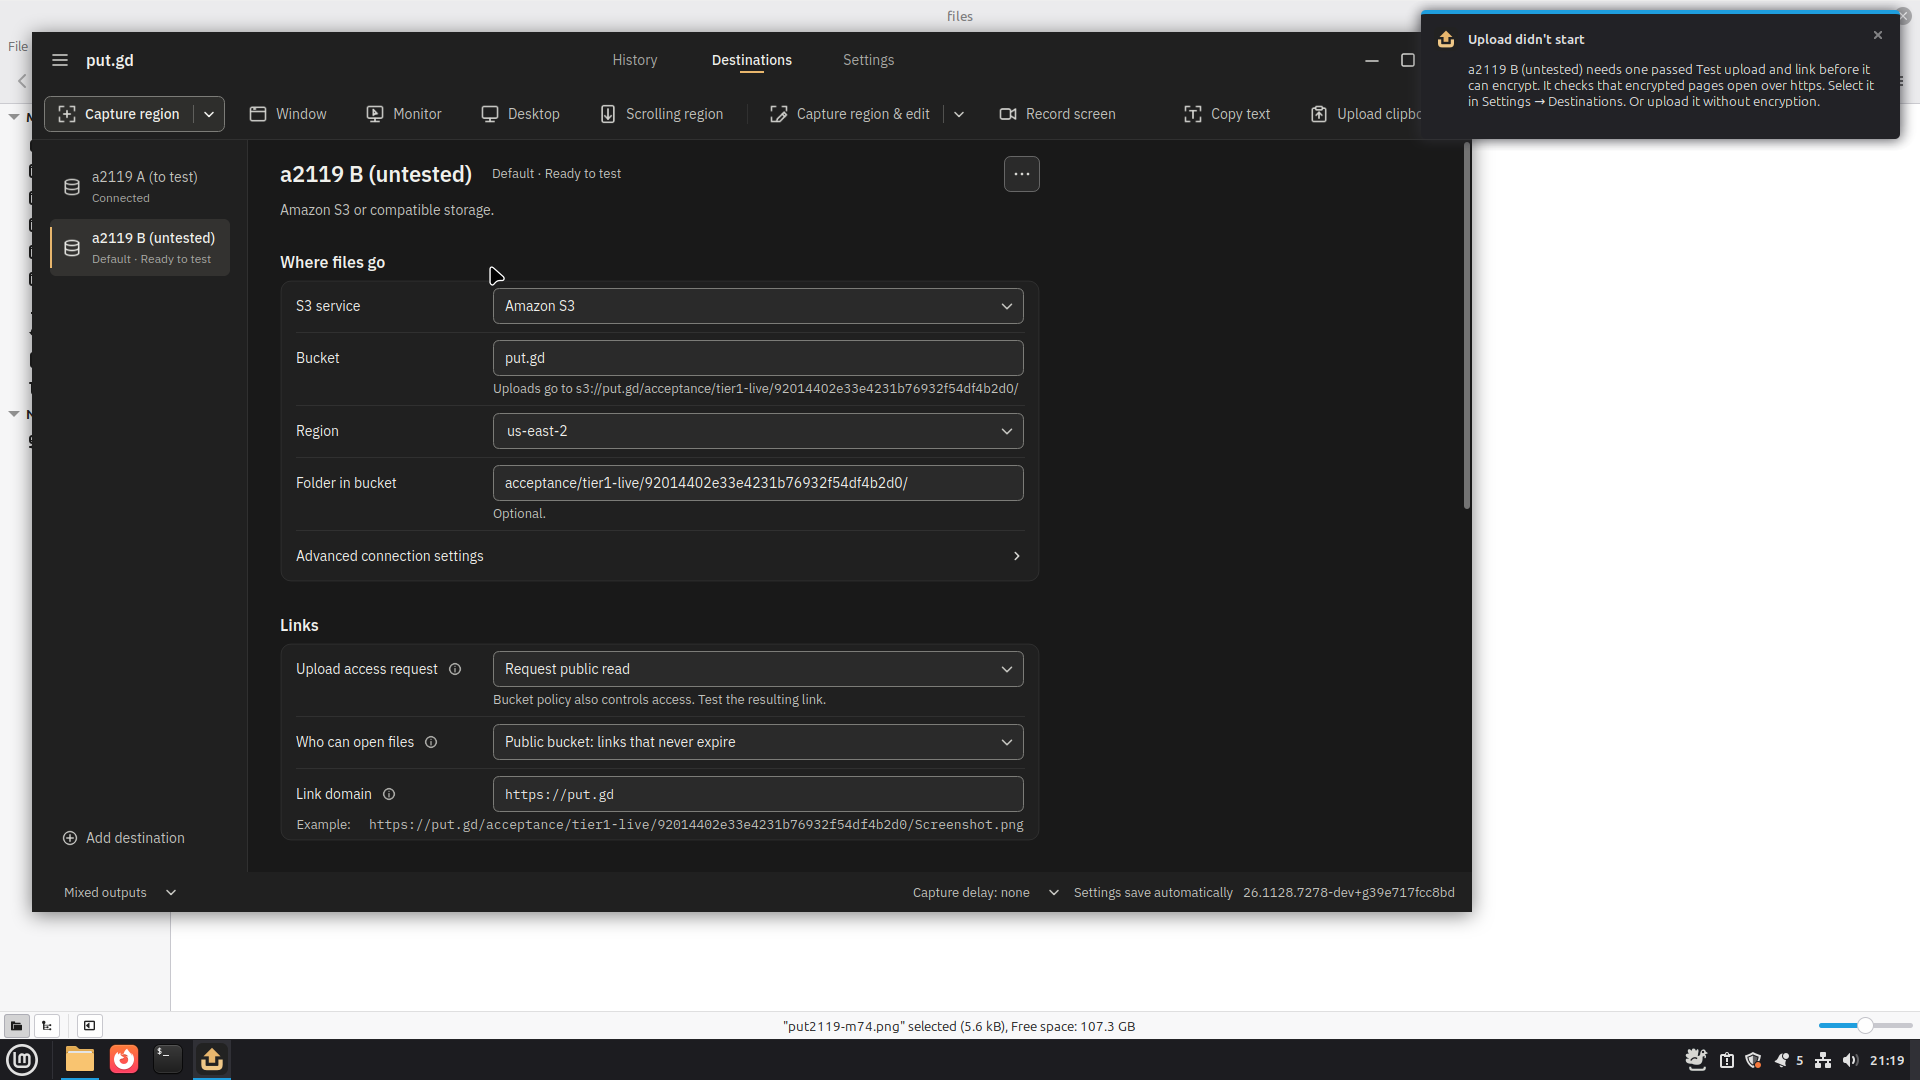 files
File
put.gd
History
Destinations
Settings
Capture region
Window
Monitor
Desktop
Scrolling region
Capture region & edit
Record screen
Copy text
Upload clipbo
Upload didn't start
a2119 B (untested) needs one passed Test upload and link before it
can encrypt. It checks that encrypted pages open over https. Select it
in Settings → Destinations. Or upload it without encryption.
a2119 A (to test)
Connected
a2119 B (untested)
Default · Ready to test
Add destination
a2119 B (untested)
Default · Ready to test
Amazon S3 or compatible storage.
Where files go
S3 service
Amazon S3
Bucket
put.gd
Uploads go to s3://put.gd/acceptance/tier1-live/92014402e33e4231b76932f54df4b2d0/
Region
us-east-2
Folder in bucket
acceptance/tier1-live/92014402e33e4231b76932f54df4b2d0/
Optional.
Advanced connection settings
Links
Upload access request
Request public read
Bucket policy also controls access. Test the resulting link.
Who can open files
Public bucket: links that never expire
Link domain
https://put.gd
Example: https://put.gd/acceptance/tier1-live/92014402e33e4231b76932f54df4b2d0/Screenshot.png
Mixed outputs
Capture delay: none
Settings save automatically
26.1128.7278-dev+g39e717fcc8bd
"put2119-m74.png" selected (5.6 kB), Free space: 107.3 GB
5
21:19